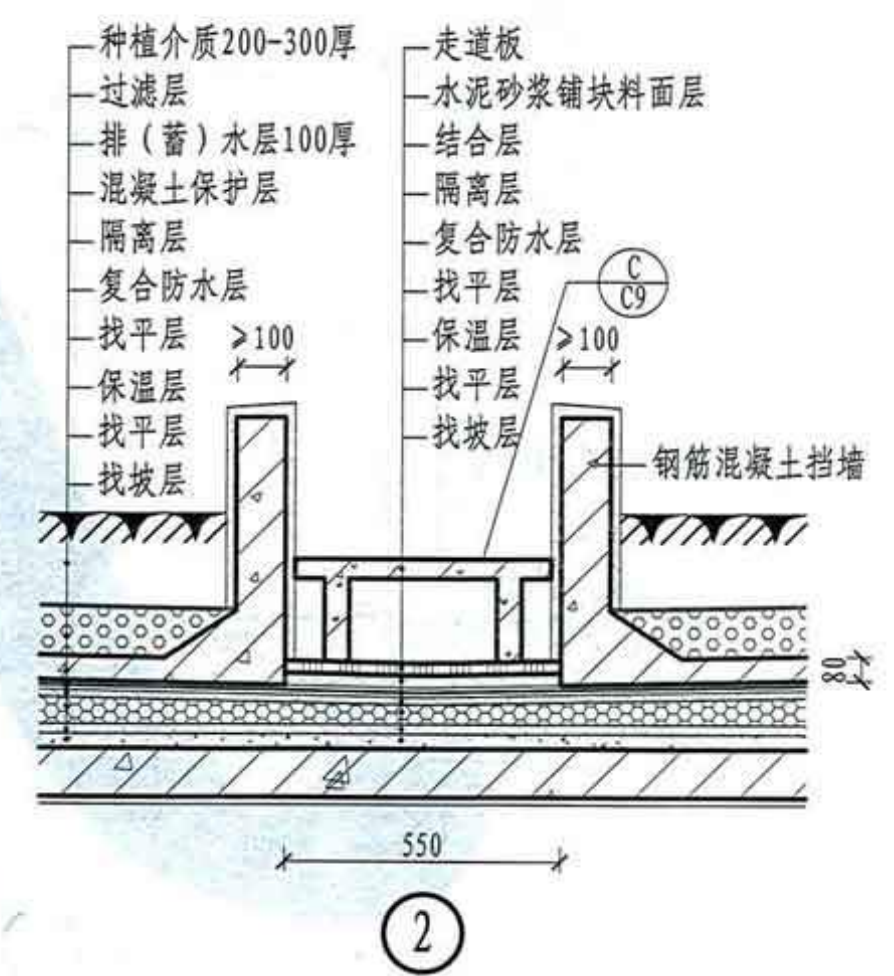 种植介质200-300厚
过滤层
排（蓄）水层100厚
混凝土保护层
隔离层
复合防水层
找平层
保温层
找平层
找坡层
走道板
水泥砂浆铺块料面层
结合层
隔离层
复合防水层
找平层
保温层
找平层
找坡层
C
C9
≥100
≥100
钢筋混凝土挡墙
80
550
2